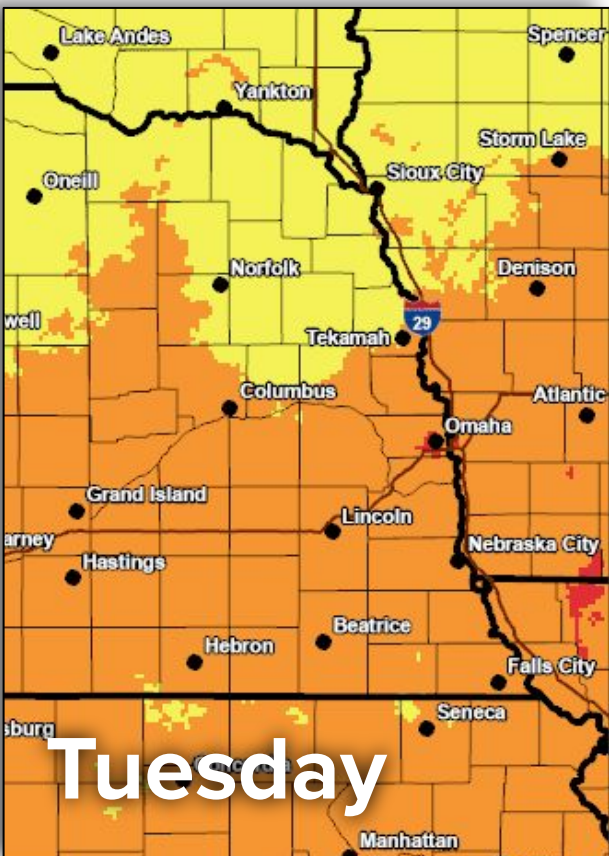 Lake Andes
Spencer
Yankton
Storm Lake
Sioux City
Oneill
Norfolk
Denison
well
29
Tekamah
Columbus
Atlantic
Omaha
Grand Island
Lincoln
arney
Nebraska City
Hastings
Beatrice
Hebron
Falls City
Seneca
sburg
Tuesday
Manhattan